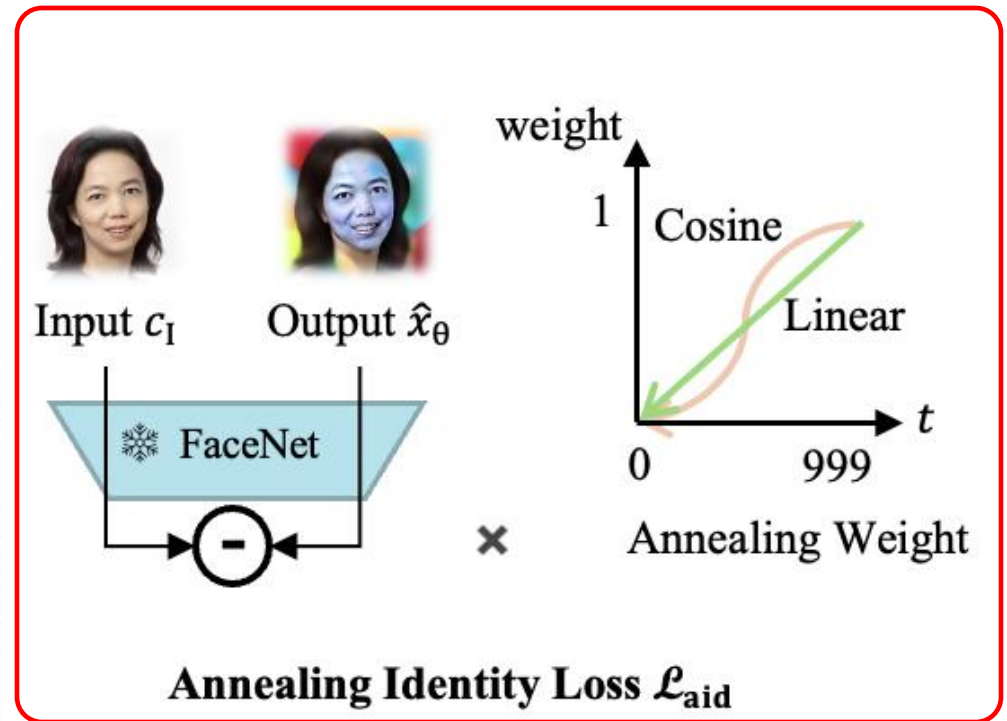 weight
1
Cosine
Linear
t
0
999
Annealing Weight
Input c_I
Output x̂_θ
FaceNet
-
×
Annealing Identity Loss ℒ_aid